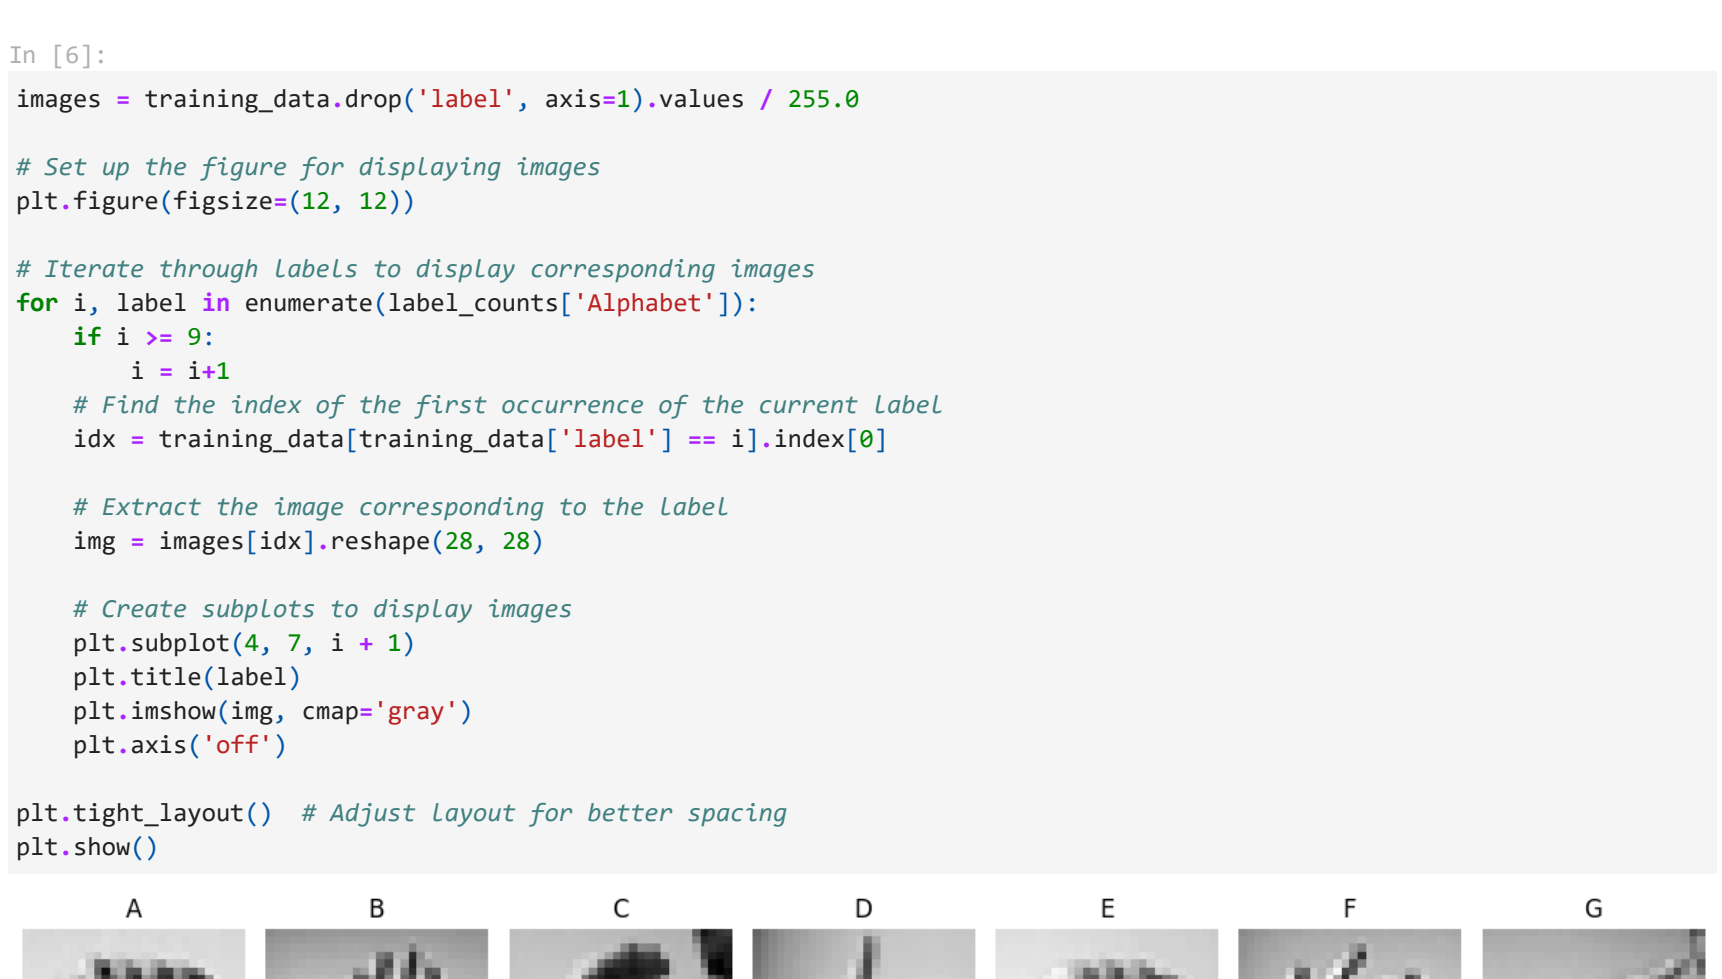 In [6]:
images = training_data.drop('label', axis=1).values / 255.0
# Set up the figure for displaying images
plt.figure(figsize=(12, 12))
# Iterate through labels to display corresponding images
for i, label in enumerate(label_counts['Alphabet']):
    if i >= 9:
        i = i+1
    # Find the index of the first occurrence of the current label
    idx = training_data[training_data['label'] == i].index[0]
    # Extract the image corresponding to the label
    img = images[idx].reshape(28, 28)
    # Create subplots to display images
    plt.subplot(4, 7, i + 1)
    plt.title(label)
    plt.imshow(img, cmap='gray')
    plt.axis('off')
plt.tight_layout()  # Adjust layout for better spacing
plt.show()
A B C D E F G